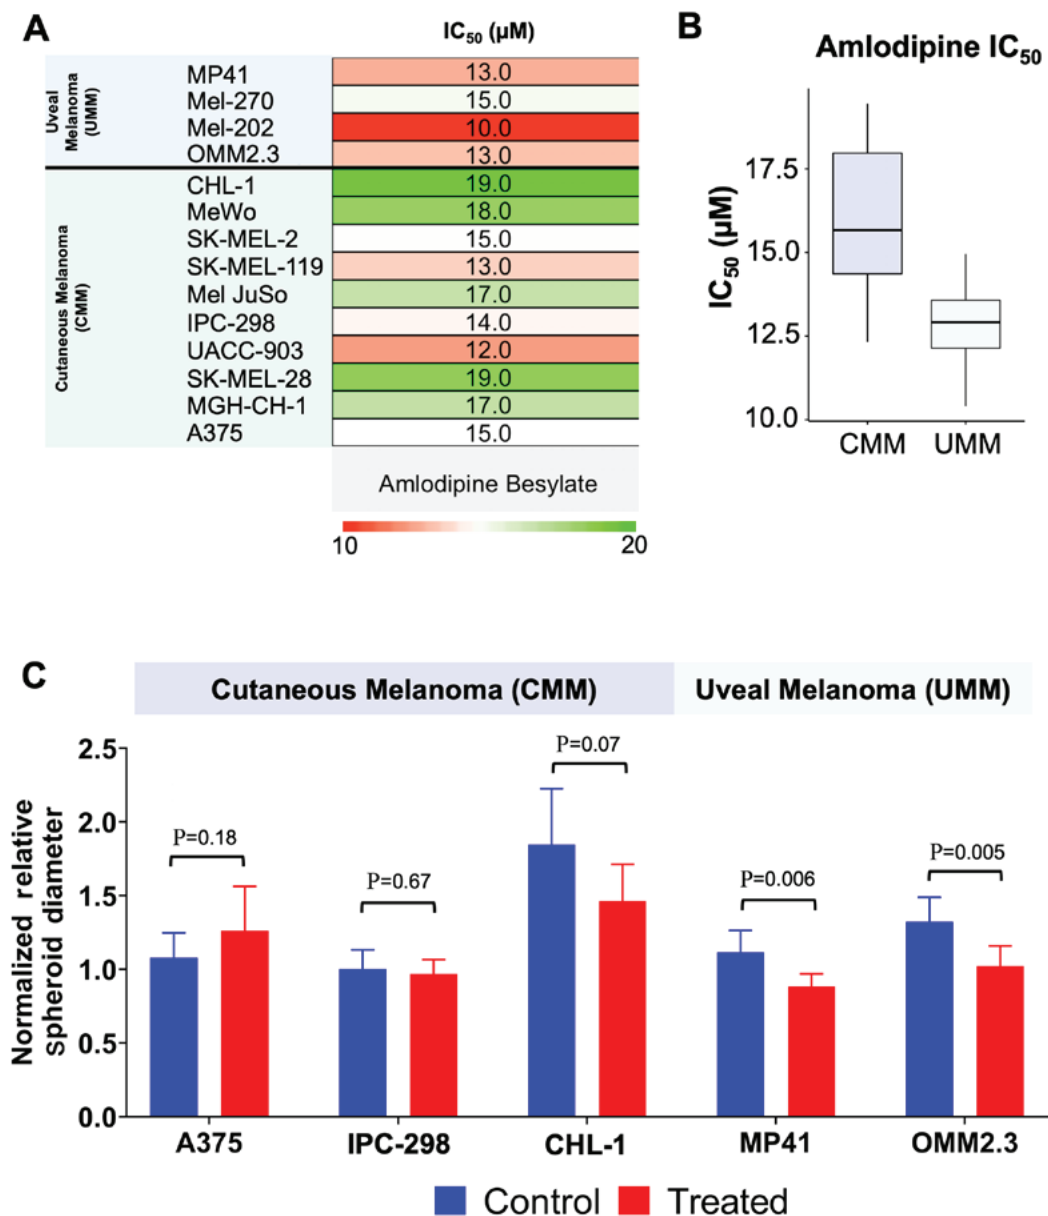 A
IC50 (µM)
Uveal
Melanoma
(UMM)
MP41 13.0
Mel-270 15.0
Mel-202 10.0
OMM2.3 13.0
Cutaneous Melanoma
(CMM)
CHL-1 19.0
MeWo 18.0
SK-MEL-2 15.0
SK-MEL-119 13.0
Mel JuSo 17.0
IPC-298 14.0
UACC-903 12.0
SK-MEL-28 19.0
MGH-CH-1 17.0
A375 15.0
Amlodipine Besylate
10 20
B
Amlodipine IC50
IC50 (µM)
17.5
15.0
12.5
10.0
CMM UMM
C
Cutaneous Melanoma (CMM) Uveal Melanoma (UMM)
Normalized relative
Spheroid diameter
2.5
2.0
1.5
1.0
0.5
0.0
P=0.18
P=0.67
P=0.07
P=0.006
P=0.005
A375 IPC-298 CHL-1 MP41 OMM2.3
Control Treated